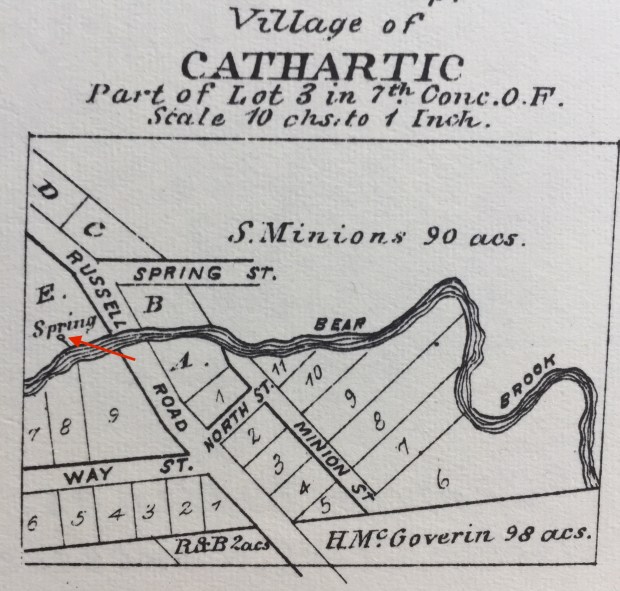 Village of
CATHARTIC
Part of Lot 3 in 7th Conc. O.F.
Scale 10 chs. to 1 Inch.
D
C
S. Minions 90 acs.
RUSSELL ROAD
SPRING ST.
E.
B
Spring
BEAR BROOK
A.
1
NORTH ST.
11
10
9
8
7
6
MINION ST
2
3
4
5
7
8
9
WAY ST.
6
5
4
3
2
1
R&B 2acs
H. McGoverin 98 acs.